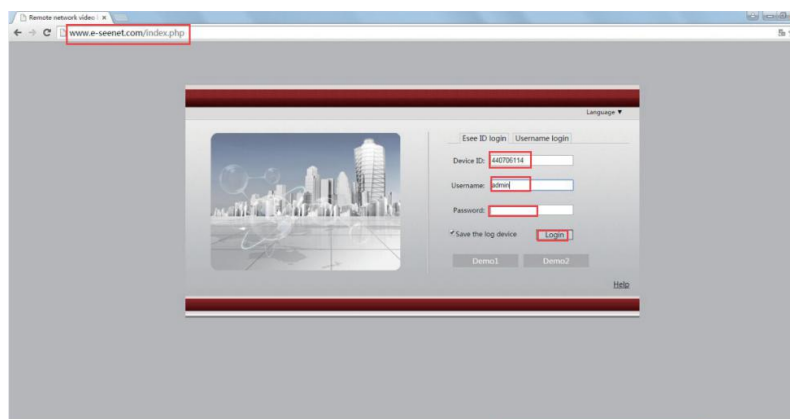 Remote network video
www.e-seenet.com/index.php
Language ▼
Esee ID login Username login
Device ID: 440706114
Username: admin
Password:
Save the log device Login
Demo1 Demo2
Help